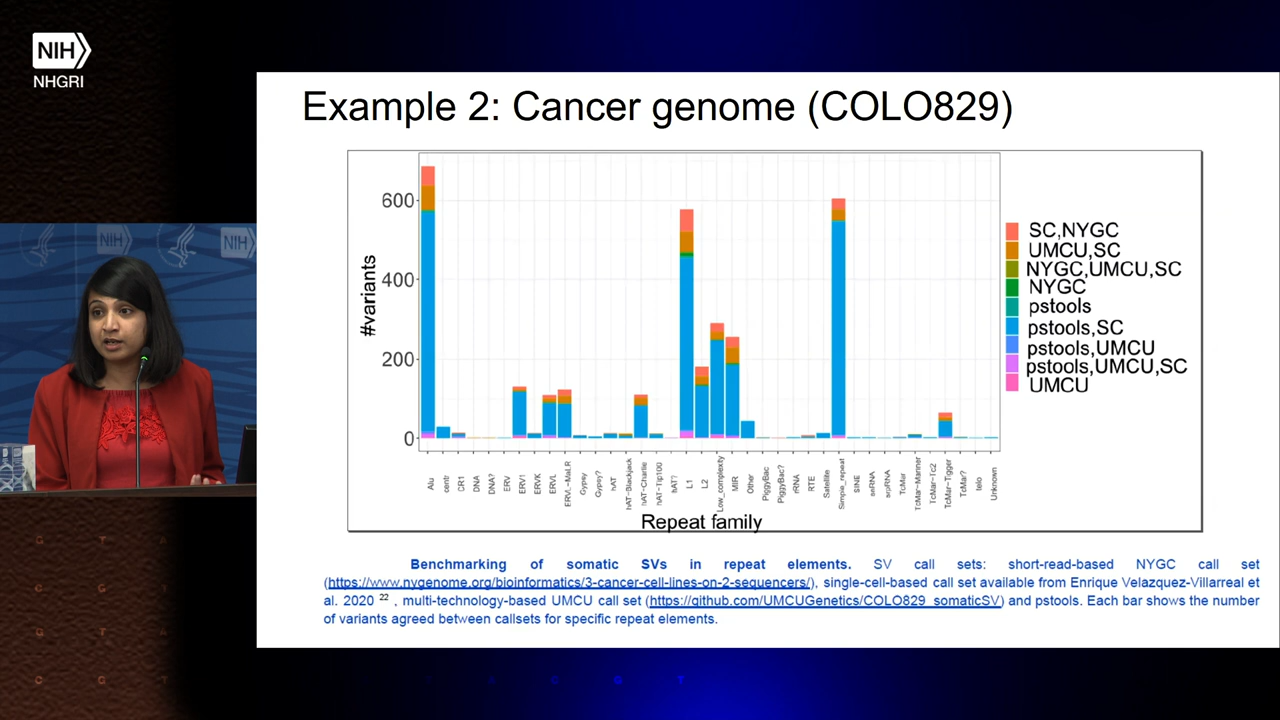 NIH
NHGRI
NIH
NIH
Example 2: Cancer genome (COLO829)
#variants
600
400
200
0
SC,NYGC
UMCU,SC
NYGC,UMCU,SC
NYGC
pstools
pstools,SC
pstools,UMCU
pstools,UMCU,SC
UMCU
Alu
centr
CR1
DNA
DNA?
ERV
ERV1
ERVK
ERVL
ERVL-MaLR
Gypsy
Gypsy?
hAT
hAT-Blackjack
hAT-Charlie
hAT-Tip100
hAT?
L1
L2
Low_complexity
MIR
Other
PiggyBac
PiggyBac?
rRNA
RTE
Satellite
Simple_repeat
SINE
snRNA
srpRNA
TcMar
TcMar-Mariner
TcMar-Tc2
TcMar-Tigger
TcMar?
telo
Unknown
Repeat family
Benchmarking of somatic SVs in repeat elements. SV call sets: short-read-based NYGC call set
(https://www.nygenome.org/bioinformatics/3-cancer-cell-lines-on-2-sequencers/), single-cell-based call set available from Enrique Velazquez-Villarreal et
al. 2020 22 , multi-technology-based UMCU call set (https://github.com/UMCUGenetics/COLO829_somaticSV) and pstools. Each bar shows the number
of variants agreed between callsets for specific repeat elements.